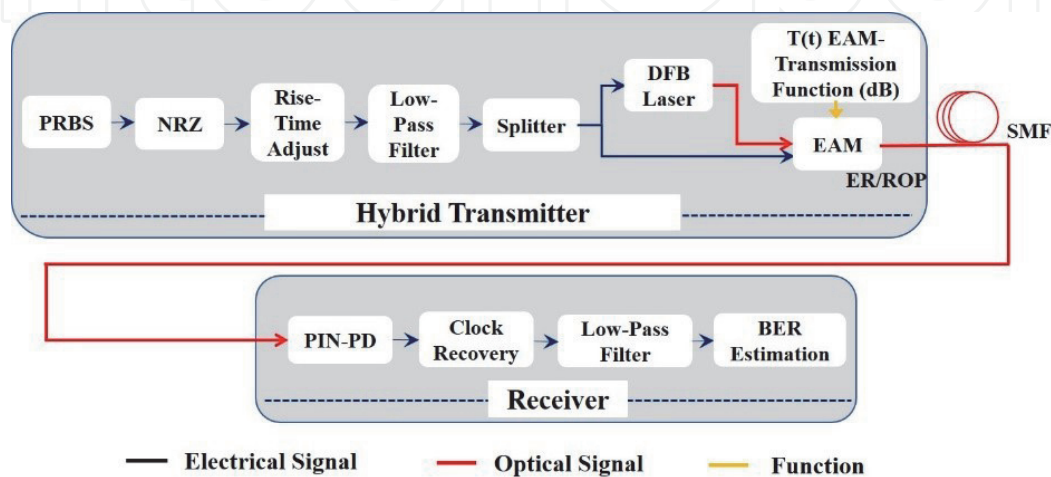 T(t) EAM-
Transmission
Function (dB)
DFB
Laser
Rise-
Time
Adjust
Low-
Pass
Filter
PRBS
NRZ
Splitter
EAM
SMF
ER/ROP
Hybrid Transmitter
PIN-PD
Clock
Recovery
Low-Pass
Filter
BER
Estimation
Receiver
Electrical Signal
Optical Signal
Function